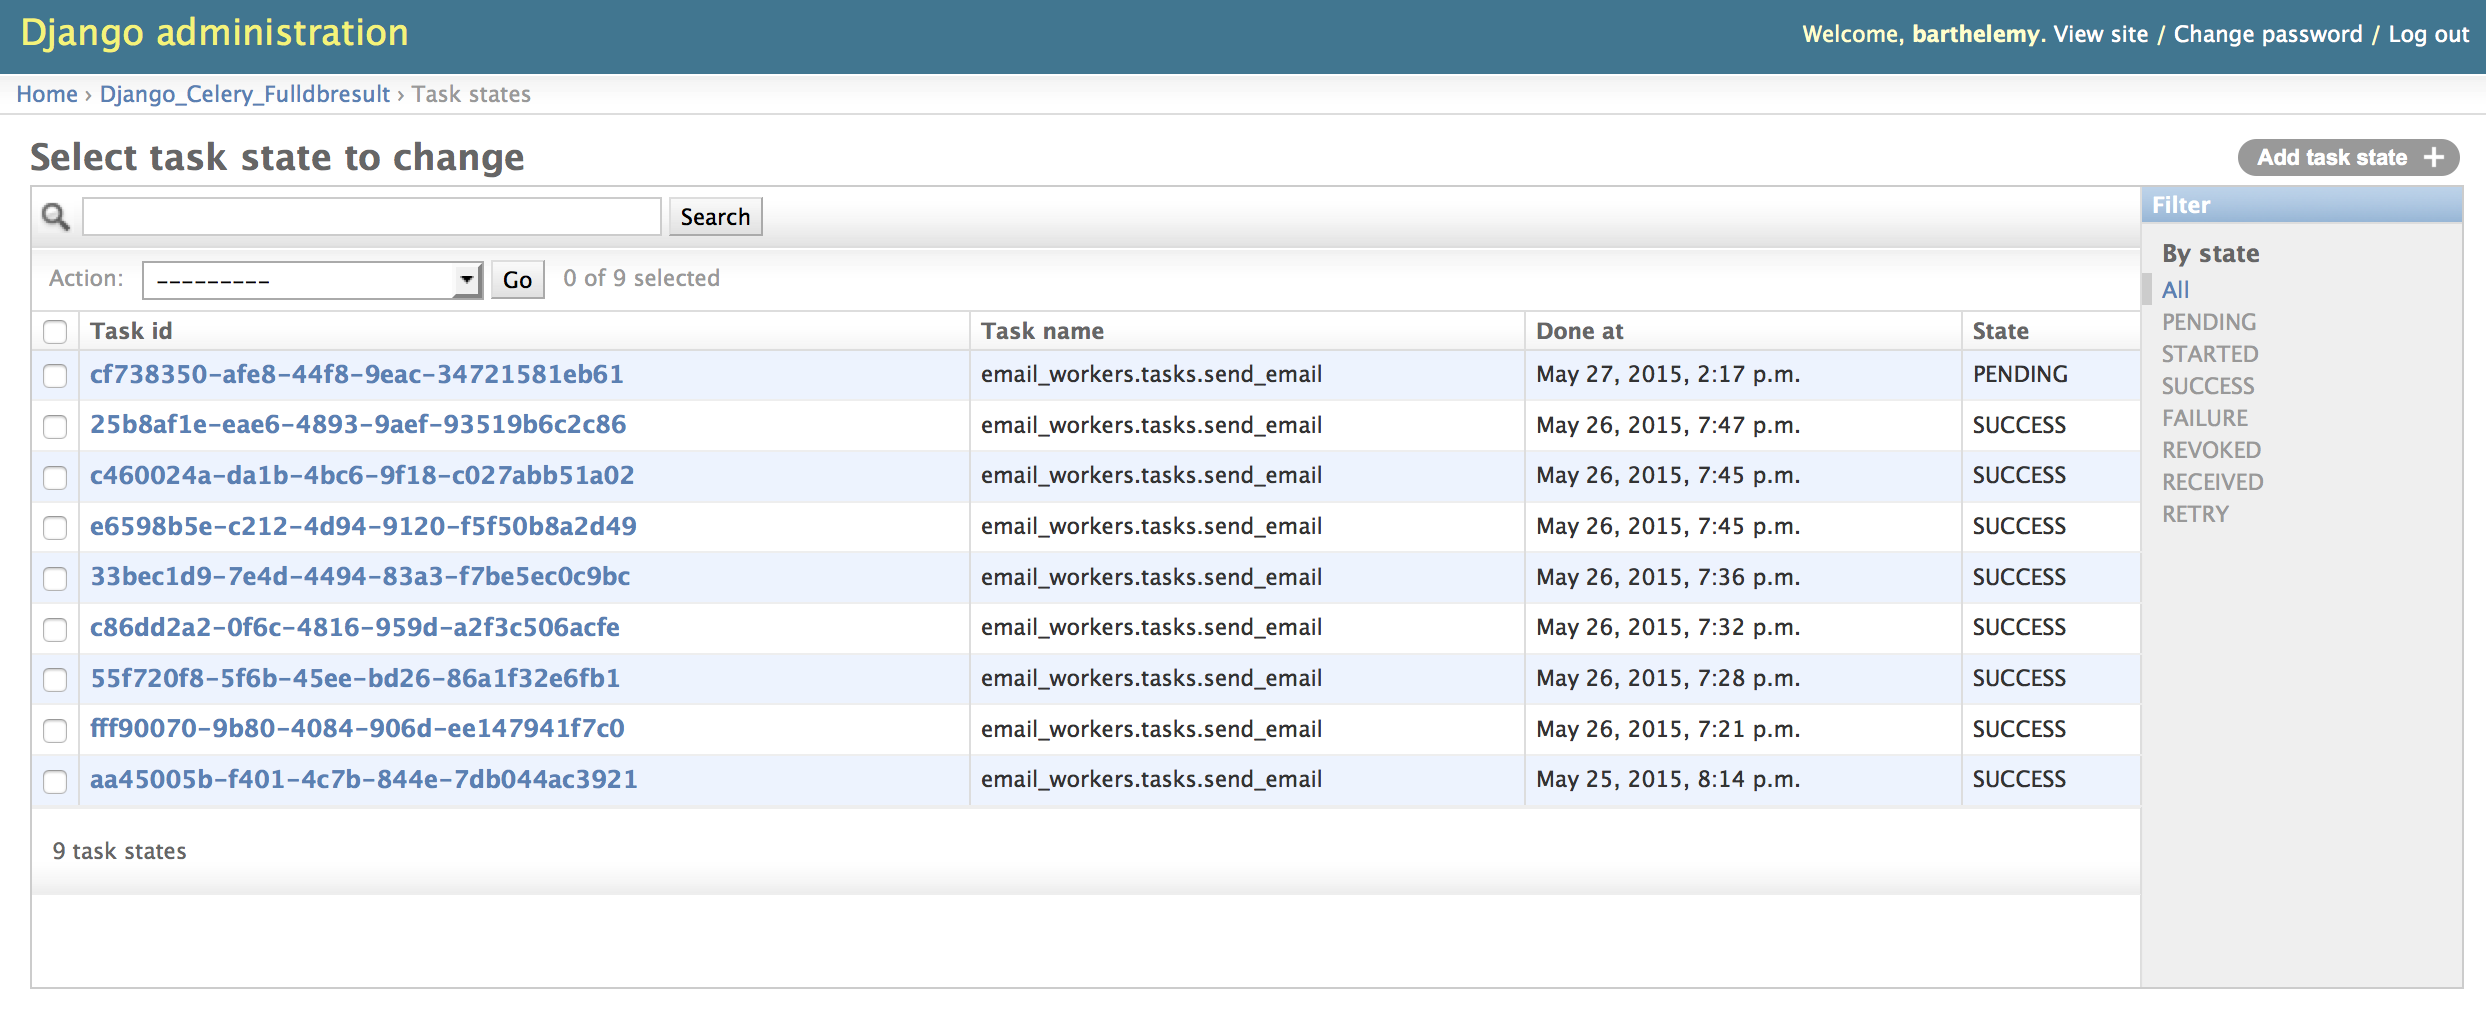 Django administration
Welcome, barthelemy. View site / Change password / Log out
Home › Django_Celery_Fulldbresult › Task states
Select task state to change
Add task state +
Search
Action: --------- Go 0 of 9 selected
Task id Task name Done at State
cf738350-afe8-44f8-9eac-34721581eb61 email_workers.tasks.send_email May 27, 2015, 2:17 p.m. PENDING
25b8af1e-eae6-4893-9aef-93519b6c2c86 email_workers.tasks.send_email May 26, 2015, 7:47 p.m. SUCCESS
c460024a-da1b-4bc6-9f18-c027abb51a02 email_workers.tasks.send_email May 26, 2015, 7:45 p.m. SUCCESS
e6598b5e-c212-4d94-9120-f5f50b8a2d49 email_workers.tasks.send_email May 26, 2015, 7:45 p.m. SUCCESS
33bec1d9-7e4d-4494-83a3-f7be5ec0c9bc email_workers.tasks.send_email May 26, 2015, 7:36 p.m. SUCCESS
c86dd2a2-0f6c-4816-959d-a2f3c506acfe email_workers.tasks.send_email May 26, 2015, 7:32 p.m. SUCCESS
55f720f8-5f6b-45ee-bd26-86a1f32e6fb1 email_workers.tasks.send_email May 26, 2015, 7:28 p.m. SUCCESS
fff90070-9b80-4084-906d-ee147941f7c0 email_workers.tasks.send_email May 26, 2015, 7:21 p.m. SUCCESS
aa45005b-f401-4c7b-844e-7db044ac3921 email_workers.tasks.send_email May 25, 2015, 8:14 p.m. SUCCESS
9 task states
Filter
By state
All
PENDING
STARTED
SUCCESS
FAILURE
REVOKED
RECEIVED
RETRY